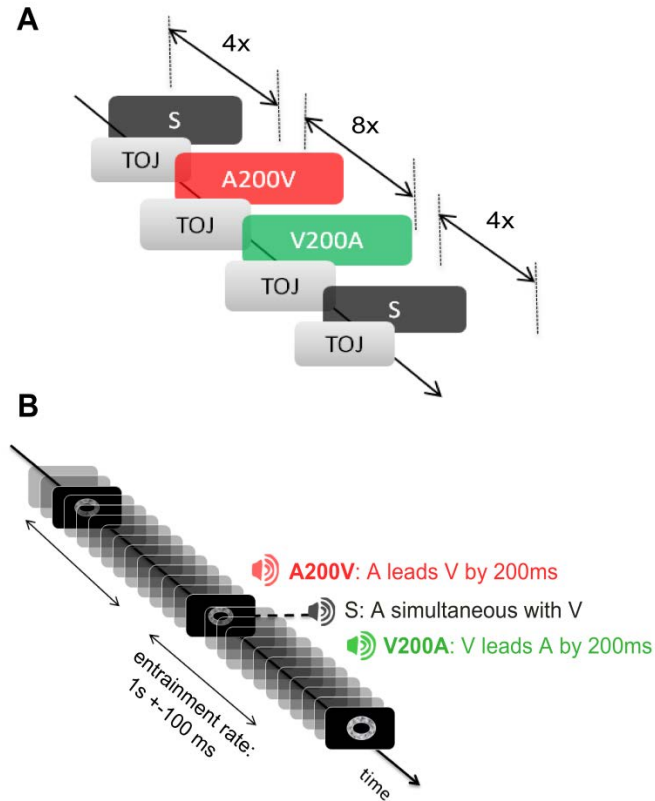 A
4x
S
8x
TOJ
A200V
4x
TOJ
V200A
TOJ
S
TOJ
B
A200V: A leads V by 200ms
S: A simultaneous with V
V200A: V leads A by 200ms
entrainment rate:
1s +-100 ms
time